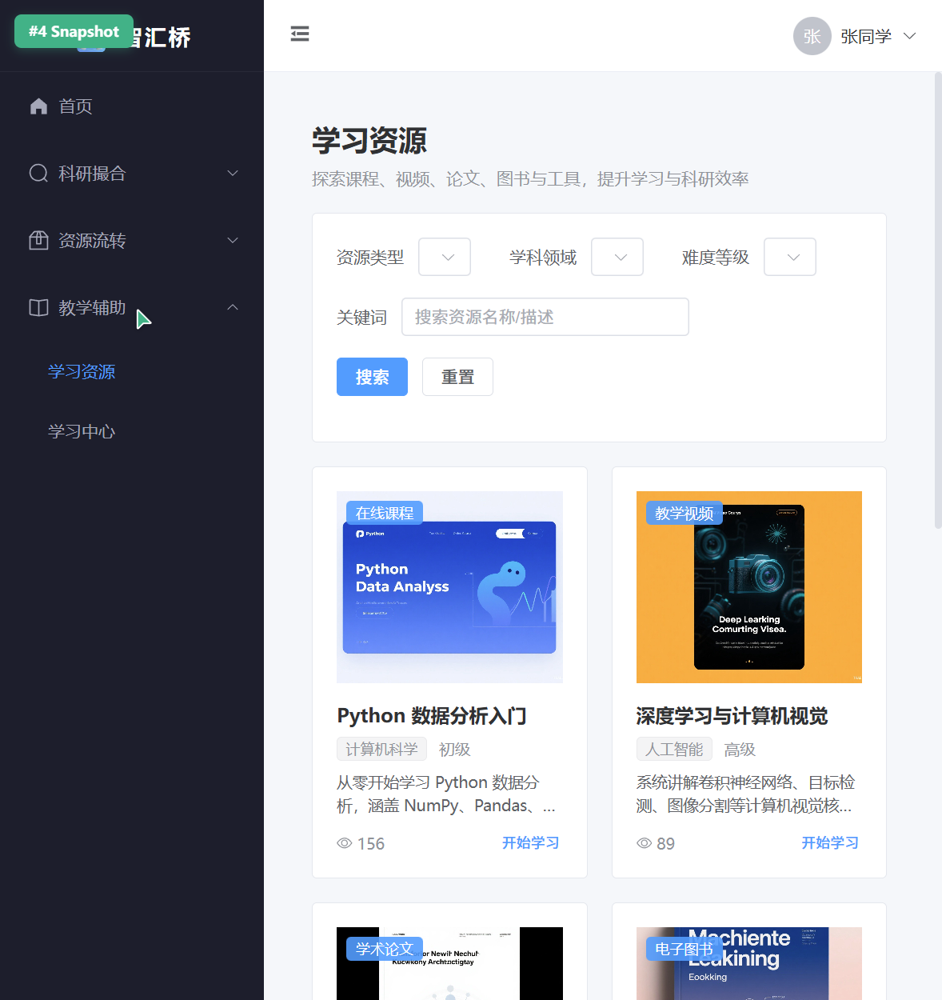 #4 Snapshot
智汇桥
张
张同学
首页
科研撮合
资源流转
教学辅助
学习资源
学习中心
学习资源
探索课程、视频、论文、图书与工具，提升学习与科研效率
资源类型
学科领域
难度等级
关键词
搜索资源名称/描述
搜索
重置
在线课程
Pyython
Python
Data Analyss
Python 数据分析入门
计算机科学
初级
从零开始学习 Python 数据分
析，涵盖 NumPy、Pandas、...
156
开始学习
教学视频
Deep Learking
Comurting Visea.
深度学习与计算机视觉
人工智能
高级
系统讲解卷积神经网络、目标检
测、图像分割等计算机视觉核...
89
开始学习
学术论文
or Newilr Nechuf
Kucwkony Archtoctigtay
电子图书
Machiente
Leakining
Eookking